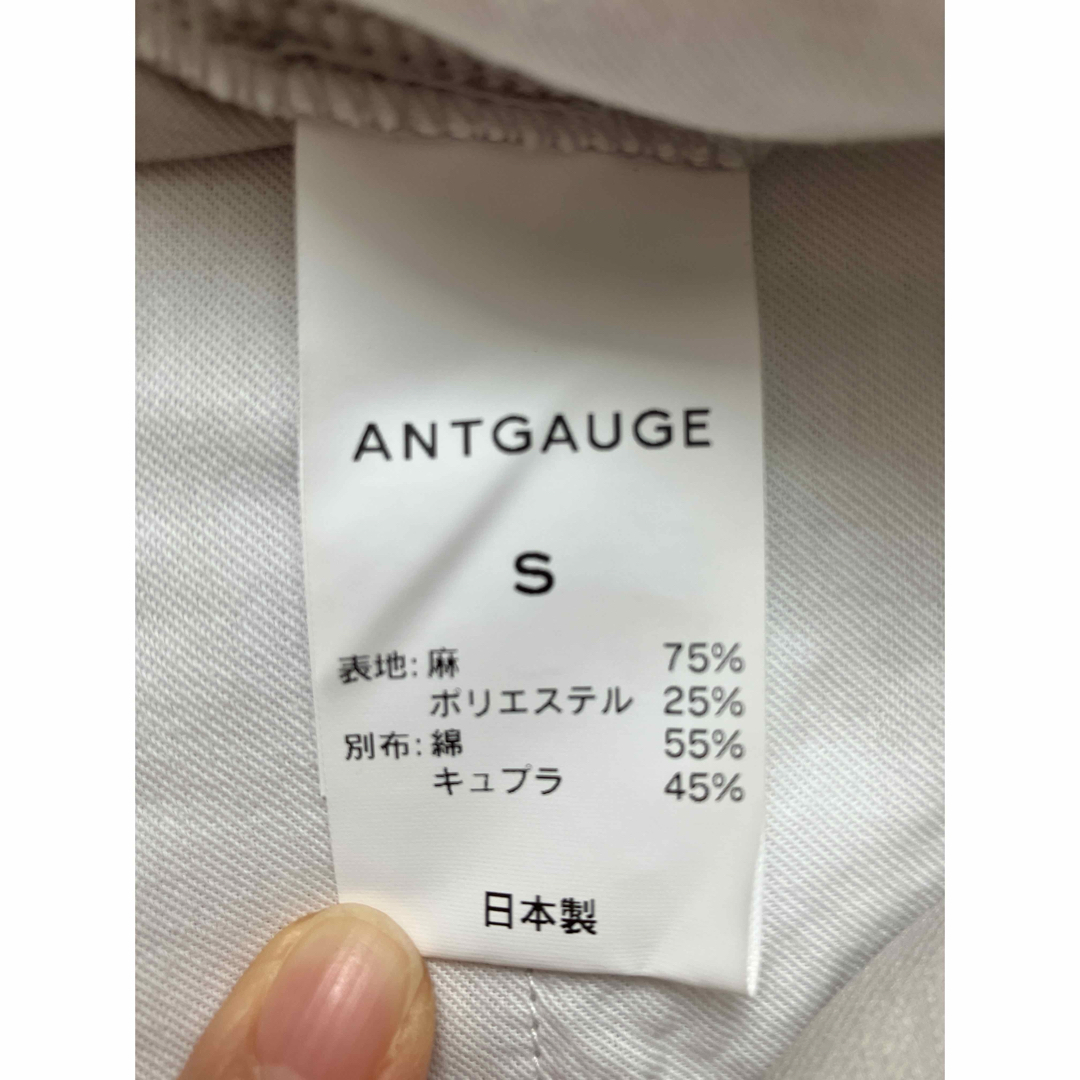 ANTGAUGE
S
表地: 麻 75%
ポリエステル 25%
別布: 綿 55%
キュプラ 45%
日本製